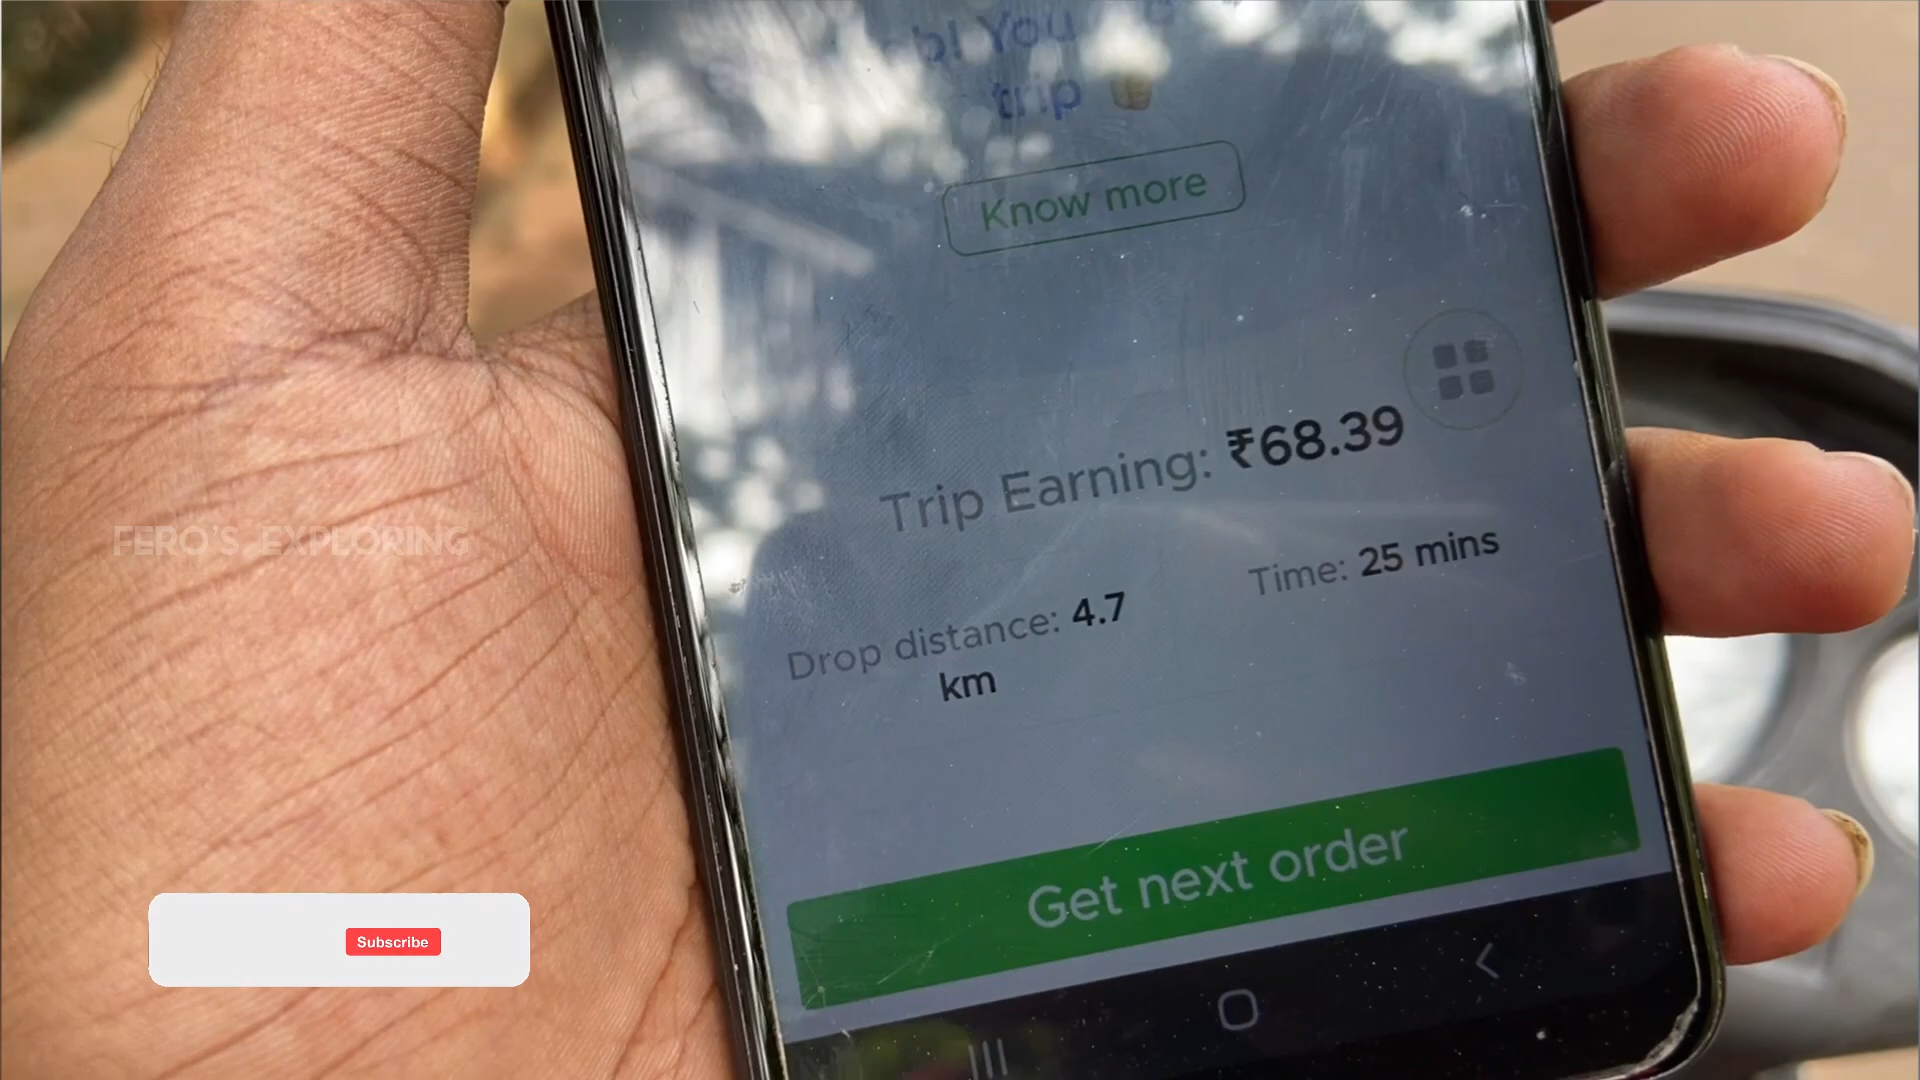 You
trip
Know more
Trip Earning: ₹68.39
Time: 25 mins
Drop distance: 4.7
km
FERO'S EXPLORING
Get next order
Subscribe